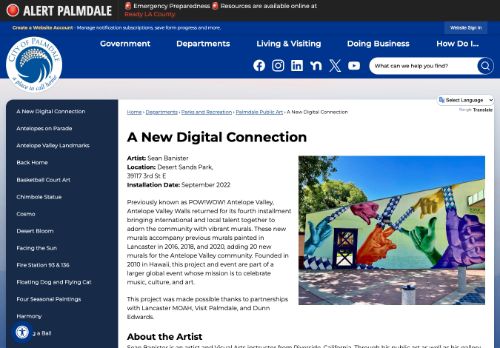 ALERT PALMDALE
🚨 Emergency Preparedness 🚨 Resources are available online at
Ready LA County.
Create a Website Account - Manage notification subscriptions, save form progress and more.
Website Sign In
CITY OF PALMDALE
a place to call home
Government
Departments
Living & Visiting
Doing Business
How Do I...
What can we help you find?
Select Language
Google Translate
A New Digital Connection
Antelopes on Parade
Antelope Valley Landmarks
Back Home
Basketball Court Art
Chimbole Statue
Cosmo
Desert Bloom
Facing the Sun
Fire Station 93 & 136
Floating Dog and Flying Cat
Four Seasonal Paintings
Harmony
g a Ball
Home › Departments › Parks and Recreation › Palmdale Public Art › A New Digital Connection
A New Digital Connection
Artist: Sean Banister
Location: Desert Sands Park,
39117 3rd St E
Installation Date: September 2022
Previously known as POW!WOW! Antelope Valley,
Antelope Valley Walls returned for its fourth installment
bringing international and local talent together to
adorn the community with vibrant murals. These new
murals accompany previous murals painted in
Lancaster in 2016, 2018, and 2020, adding 20 new
murals for the Antelope Valley community. Founded in
2010 in Hawaii, this project and event are part of a
larger global event whose mission is to celebrate
music, culture, and art.
This project was made possible thanks to partnerships
with Lancaster MOAH, Visit Palmdale, and Dunn
Edwards.
About the Artist
Sean Banister is an artist and Visual Arts instructor from Riverside, California. Through his public art as well as his gallery